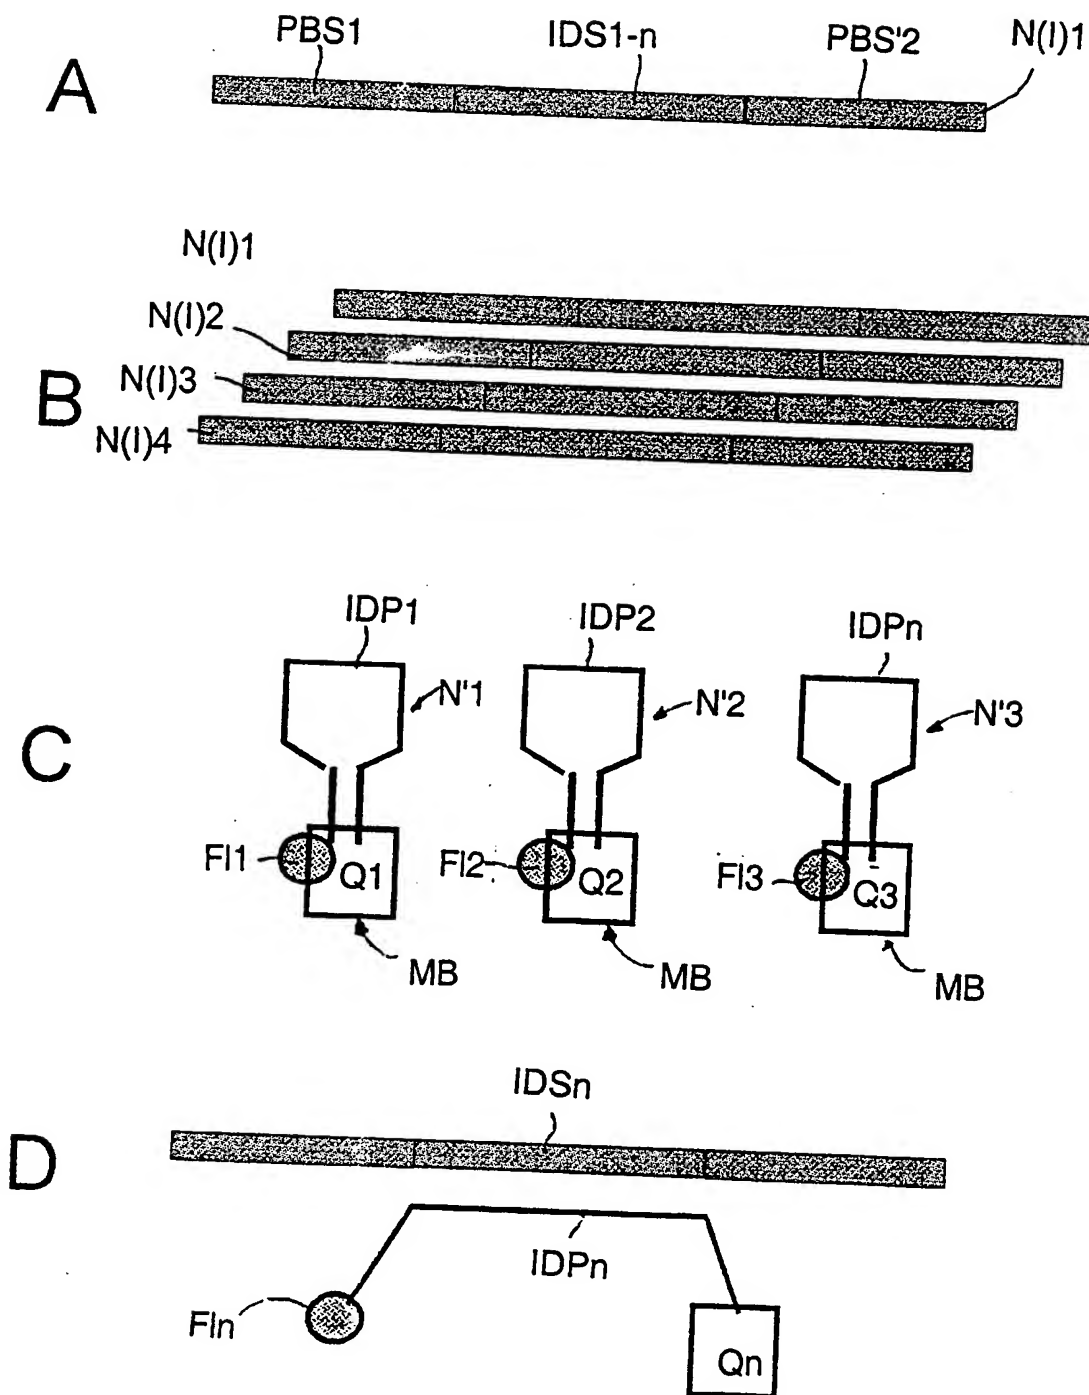 A
PBS1
IDS1-n
PBS'2
N(I)1
N(I)1
N(I)2
B
N(I)3
N(I)4
C
IDP1
IDP2
IDPn
N'1
N'2
N'3
Fl1
Q1
Fl2
Q2
Fl3
Q3
MB
MB
MB
D
IDSn
IDPn
Fln
Qn